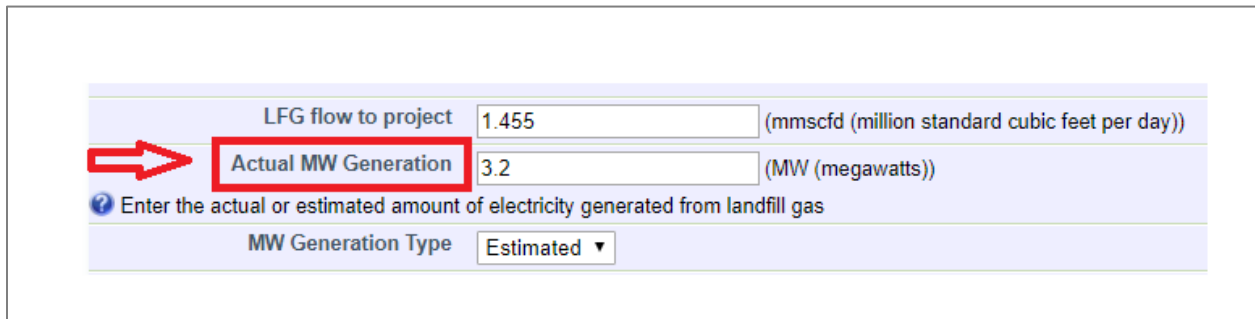 LFG flow to project 1.455 (mmscfd (million standard cubic feet per day))
Actual MW Generation 3.2 (MW (megawatts))
? Enter the actual or estimated amount of electricity generated from landfill gas
MW Generation Type Estimated ▼